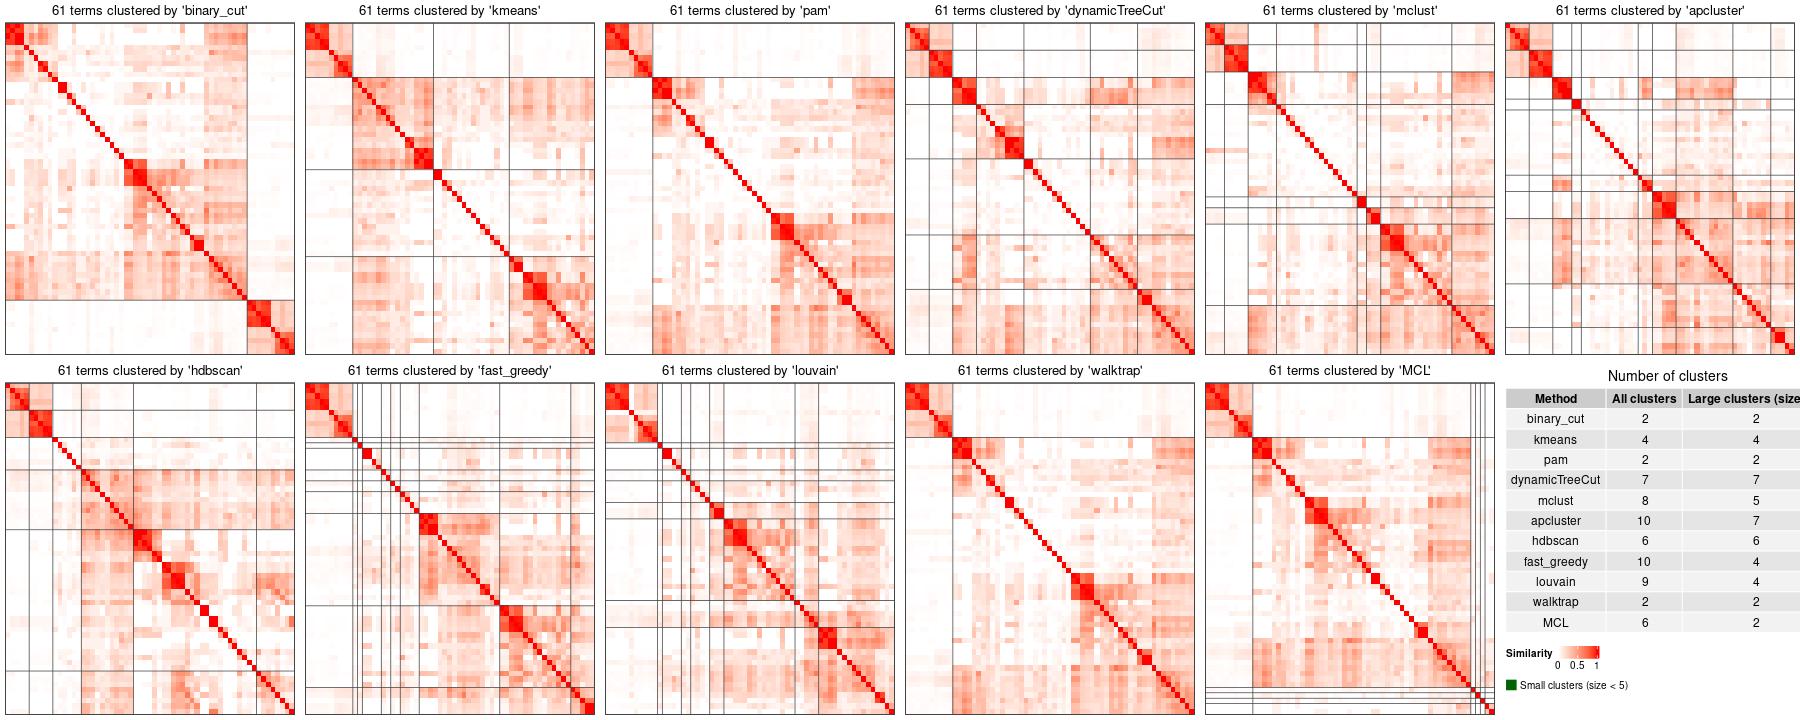 61 terms clustered by 'binary_cut'
61 terms clustered by 'kmeans'
61 terms clustered by 'pam'
61 terms clustered by 'dynamicTreeCut'
61 terms clustered by 'mclust'
61 terms clustered by 'apcluster'
61 terms clustered by 'hdbscan'
61 terms clustered by 'fast_greedy'
61 terms clustered by 'louvain'
61 terms clustered by 'walktrap'
61 terms clustered by 'MCL'
Number of clusters
Method All clusters Large clusters (size
binary_cut 2 2
kmeans 4 4
pam 2 2
dynamicTreeCut 7 7
mclust 8 5
apcluster 10 7
hdbscan 6 6
fast_greedy 10 4
louvain 9 4
walktrap 2 2
MCL 6 2
Similarity
0 0.5 1
Small clusters (size < 5)